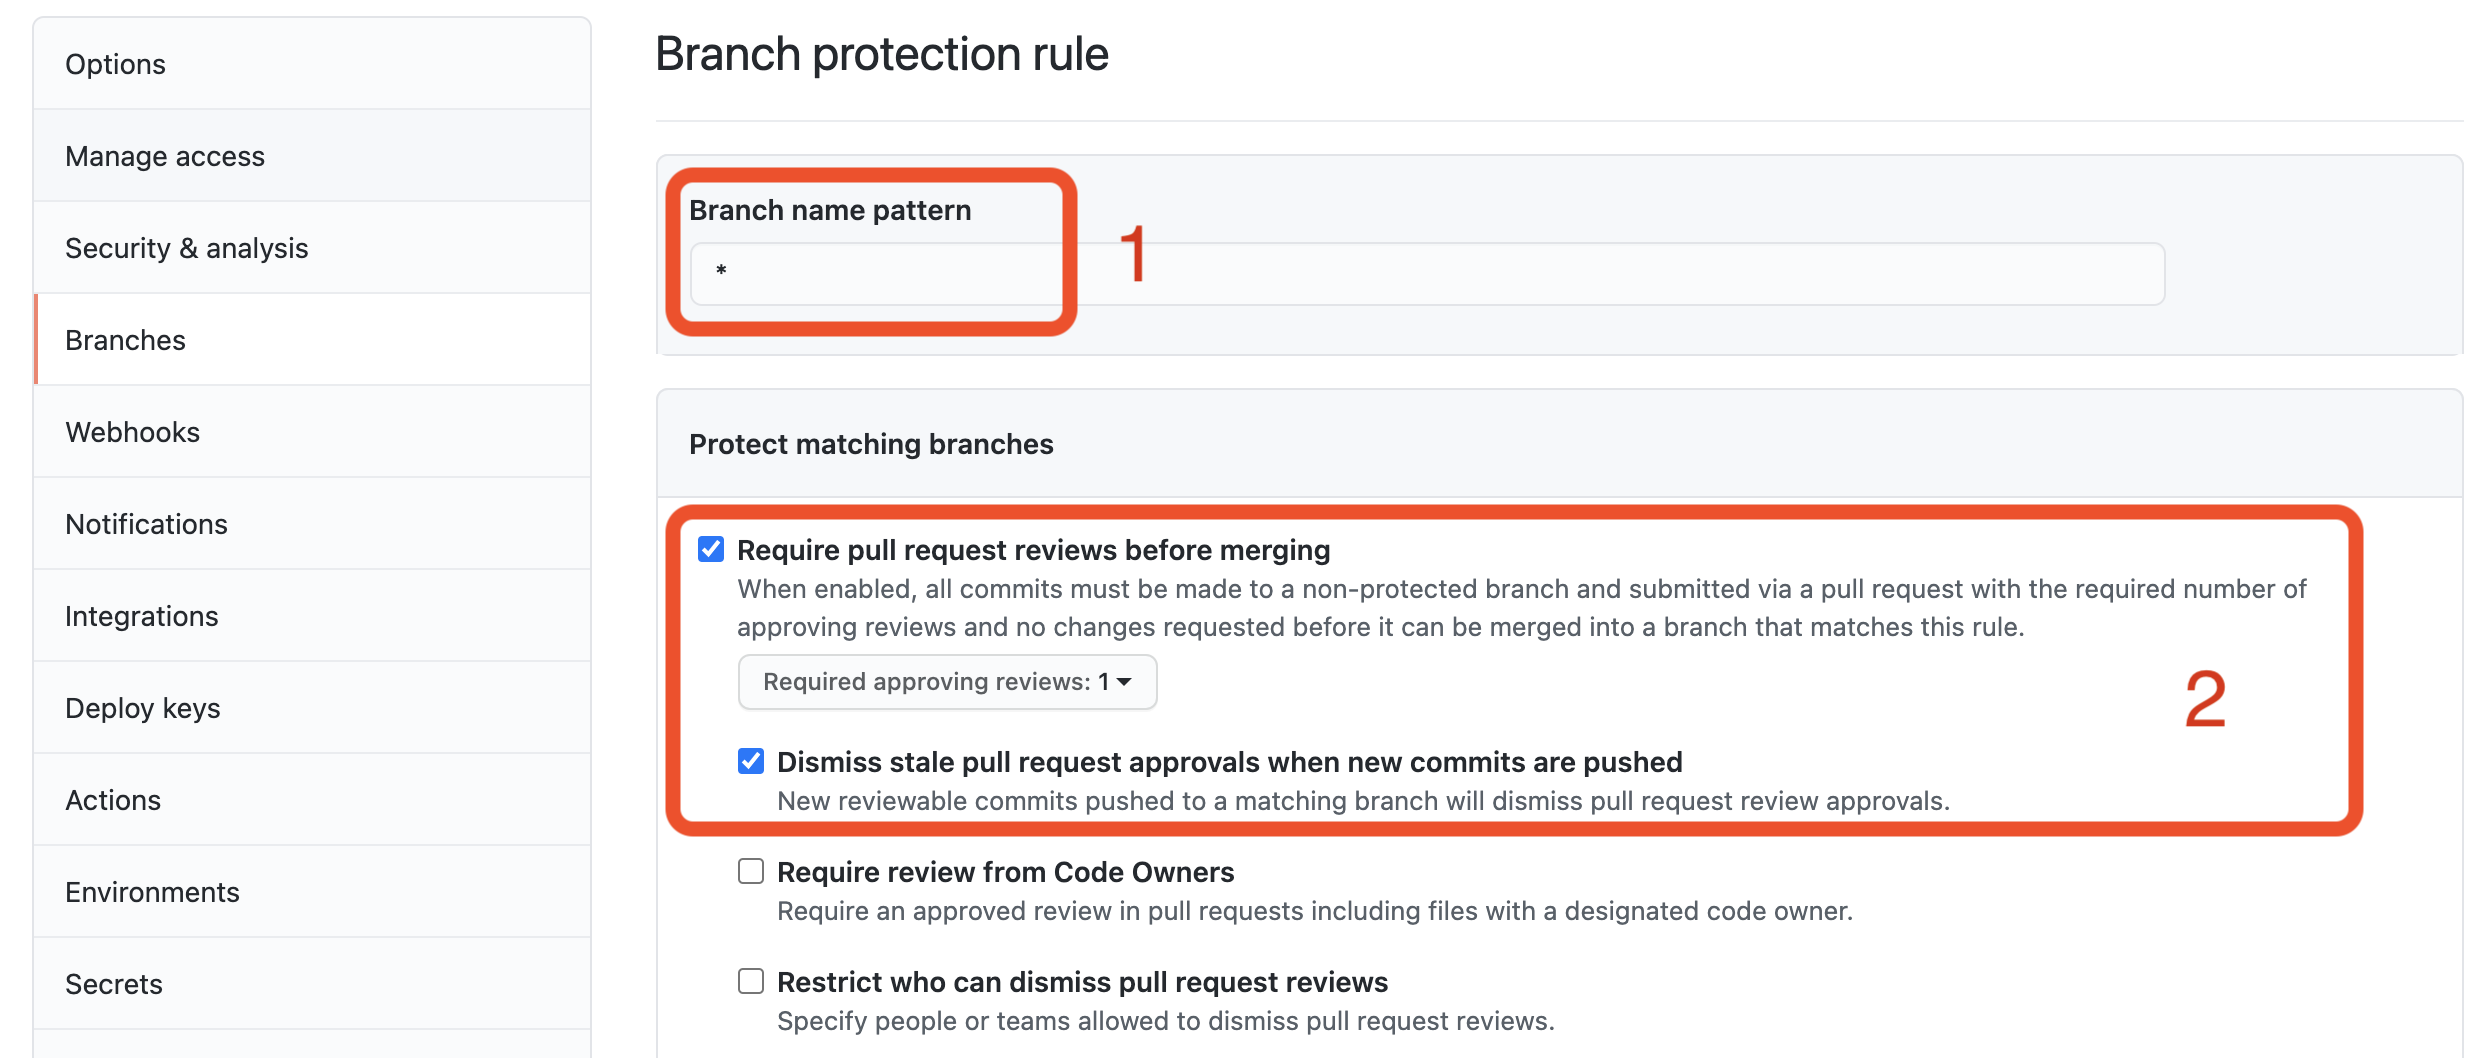 Options
Manage access
Security & analysis
Branches
Webhooks
Notifications
Integrations
Deploy keys
Actions
Environments
Secrets
Branch protection rule
Branch name pattern
*
1
Protect matching branches
Require pull request reviews before merging
When enabled, all commits must be made to a non-protected branch and submitted via a pull request with the required number of
approving reviews and no changes requested before it can be merged into a branch that matches this rule.
Required approving reviews: 1
2
Dismiss stale pull request approvals when new commits are pushed
New reviewable commits pushed to a matching branch will dismiss pull request review approvals.
Require review from Code Owners
Require an approved review in pull requests including files with a designated code owner.
Restrict who can dismiss pull request reviews
Specify people or teams allowed to dismiss pull request reviews.